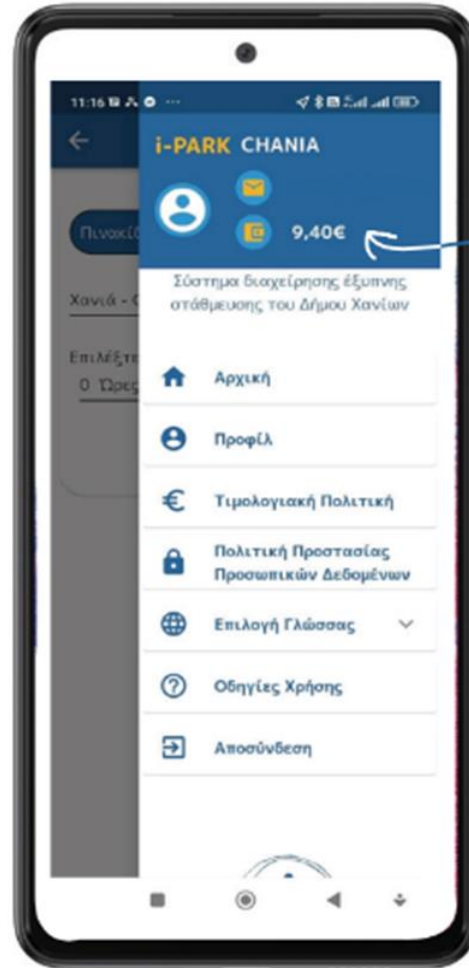 11:16
i-PARK CHANIA
9,40€
Πινακίδ
Σύστημα διαχείρησης έξυπνης
στάθμευσης του Δήμου Χανίων
Χανιά - 
Επιλέξτε
0 Ώρες
Αρχική
Προφίλ
Τιμολογιακή Πολιτική
Πολιτική Προστασίας
Προσωπικών Δεδομένων
Επιλογή Γλώσσας
Οδηγίες Χρήσης
Αποσύνδεση